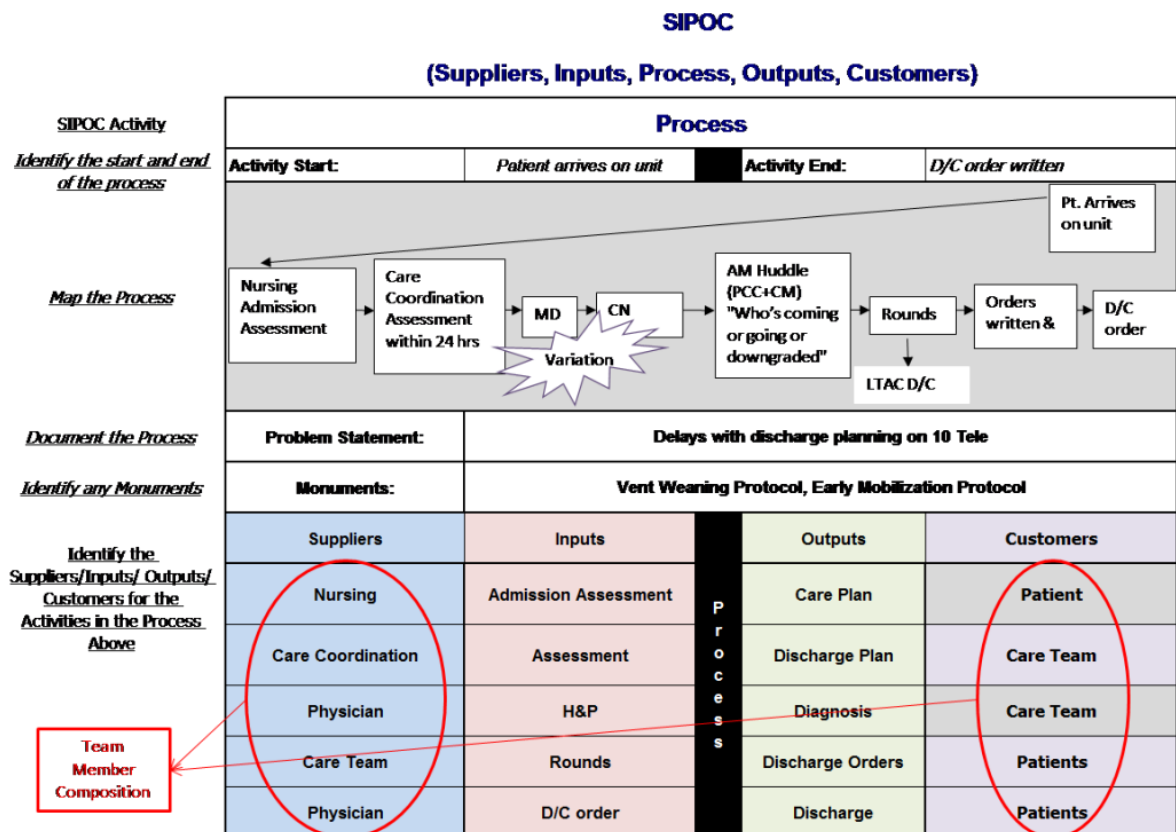 SIPOC
(Suppliers, Inputs, Process, Outputs, Customers)
SIPOC Activity
Process
Identify the start and end
of the process
Activity Start:
Patient arrives on unit
Activity End:
D/C order written
Map the Process
Pt. Arrives
on unit
Nursing
Admission
Assessment
Care
Coordination
Assessment
within 24 hrs
MD
CN
Variation
AM Huddle
(PCC+CM)
"Who's coming
or going or
downgraded"
Rounds
LTAC D/C
Orders
written &
D/C
order
Document the Process
Problem Statement:
Delays with discharge planning on 10 Tele
Identify any Monuments
Monuments:
Vent Weaning Protocol, Early Mobilization Protocol
Identify the
Suppliers/Inputs/ Outputs/
Customers for the
Activities in the Process
Above
Suppliers
Inputs
Process
Outputs
Customers
Nursing
Admission Assessment
Care Plan
Patient
Care Coordination
Assessment
Discharge Plan
Care Team
Physician
H&P
Diagnosis
Care Team
Care Team
Rounds
Discharge Orders
Patients
Physician
D/C order
Discharge
Patients
Team
Member
Composition